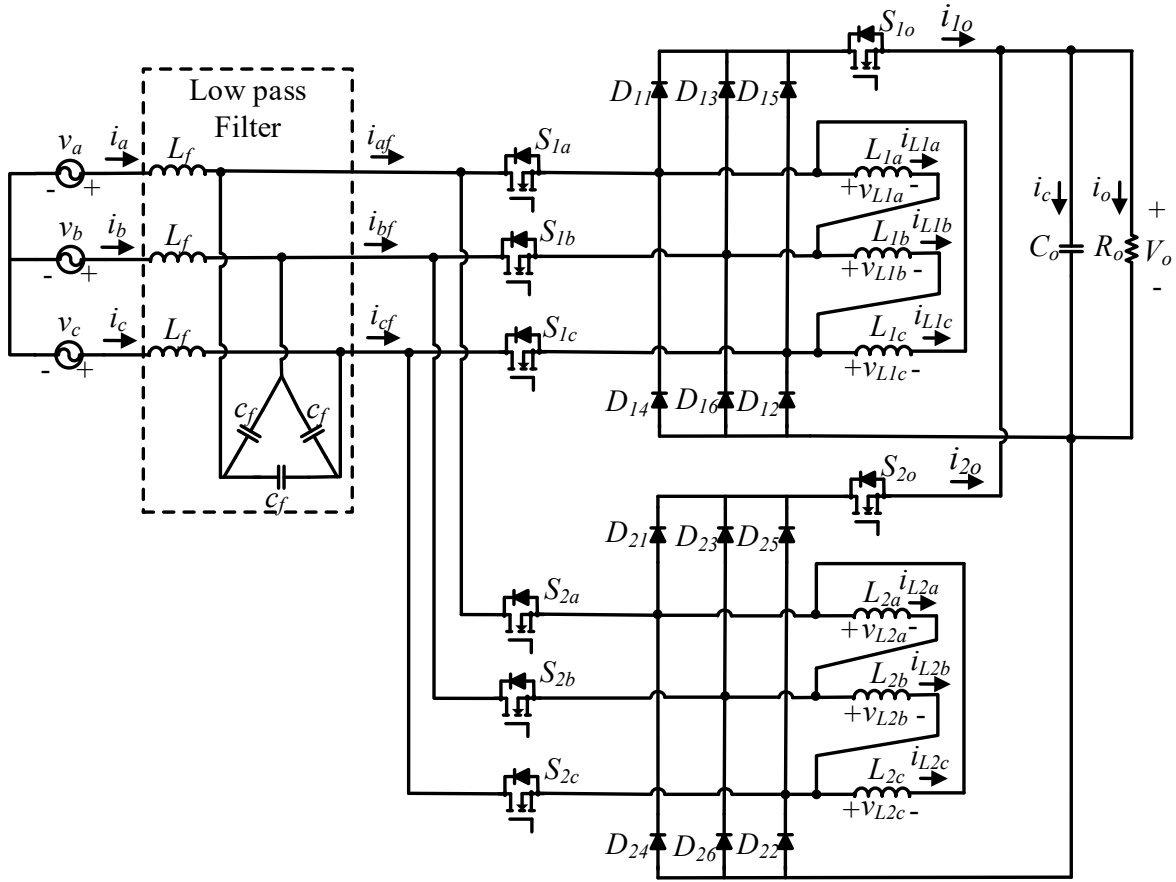 Low pass
Filter
v_a
i_a
L_f
- +
i_af
S_1a
v_b
i_b
L_f
- +
i_bf
S_1b
v_c
i_c
L_f
- +
i_cf
S_1c
c_f
c_f
c_f
S_1o
i_1o
D_11
D_13
D_15
L_1a
i_L1a
+v_L1a-
L_1b
i_L1b
+v_L1b-
L_1c
i_L1c
+v_L1c-
D_14
D_16
D_12
i_c
i_o
C_o
R_o
+
V_o
-
S_2o
i_2o
D_21
D_23
D_25
S_2a
L_2a
i_L2a
+v_L2a-
S_2b
L_2b
i_L2b
+v_L2b-
S_2c
L_2c
i_L2c
+v_L2c-
D_24
D_26
D_22